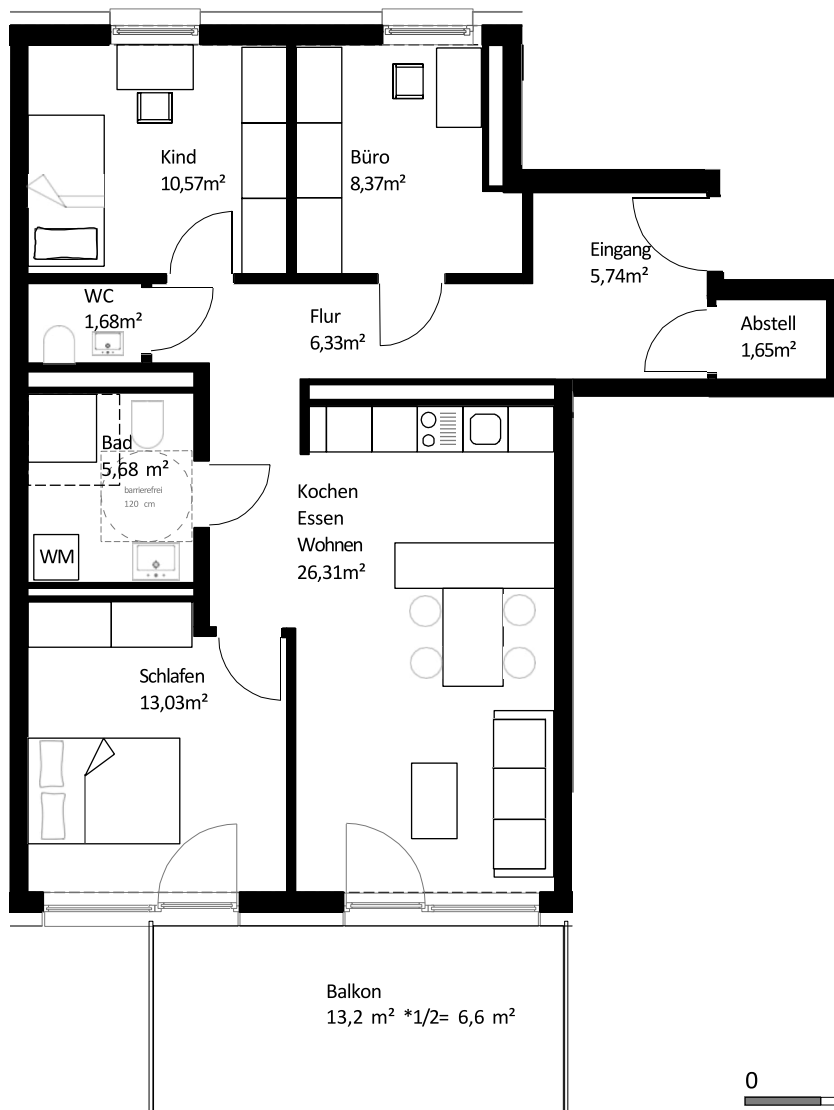 Kind
10,57m²
Büro
8,37m²
Eingang
5,74m²
WC
1,68m²
Flur
6,33m²
Abstell
1,65m²
Bad
5,68 m²
barrierefrei
120 cm
WM
Kochen
Essen
Wohnen
26,31m²
Schlafen
13,03m²
Balkon
13,2 m² *1/2= 6,6 m²
0